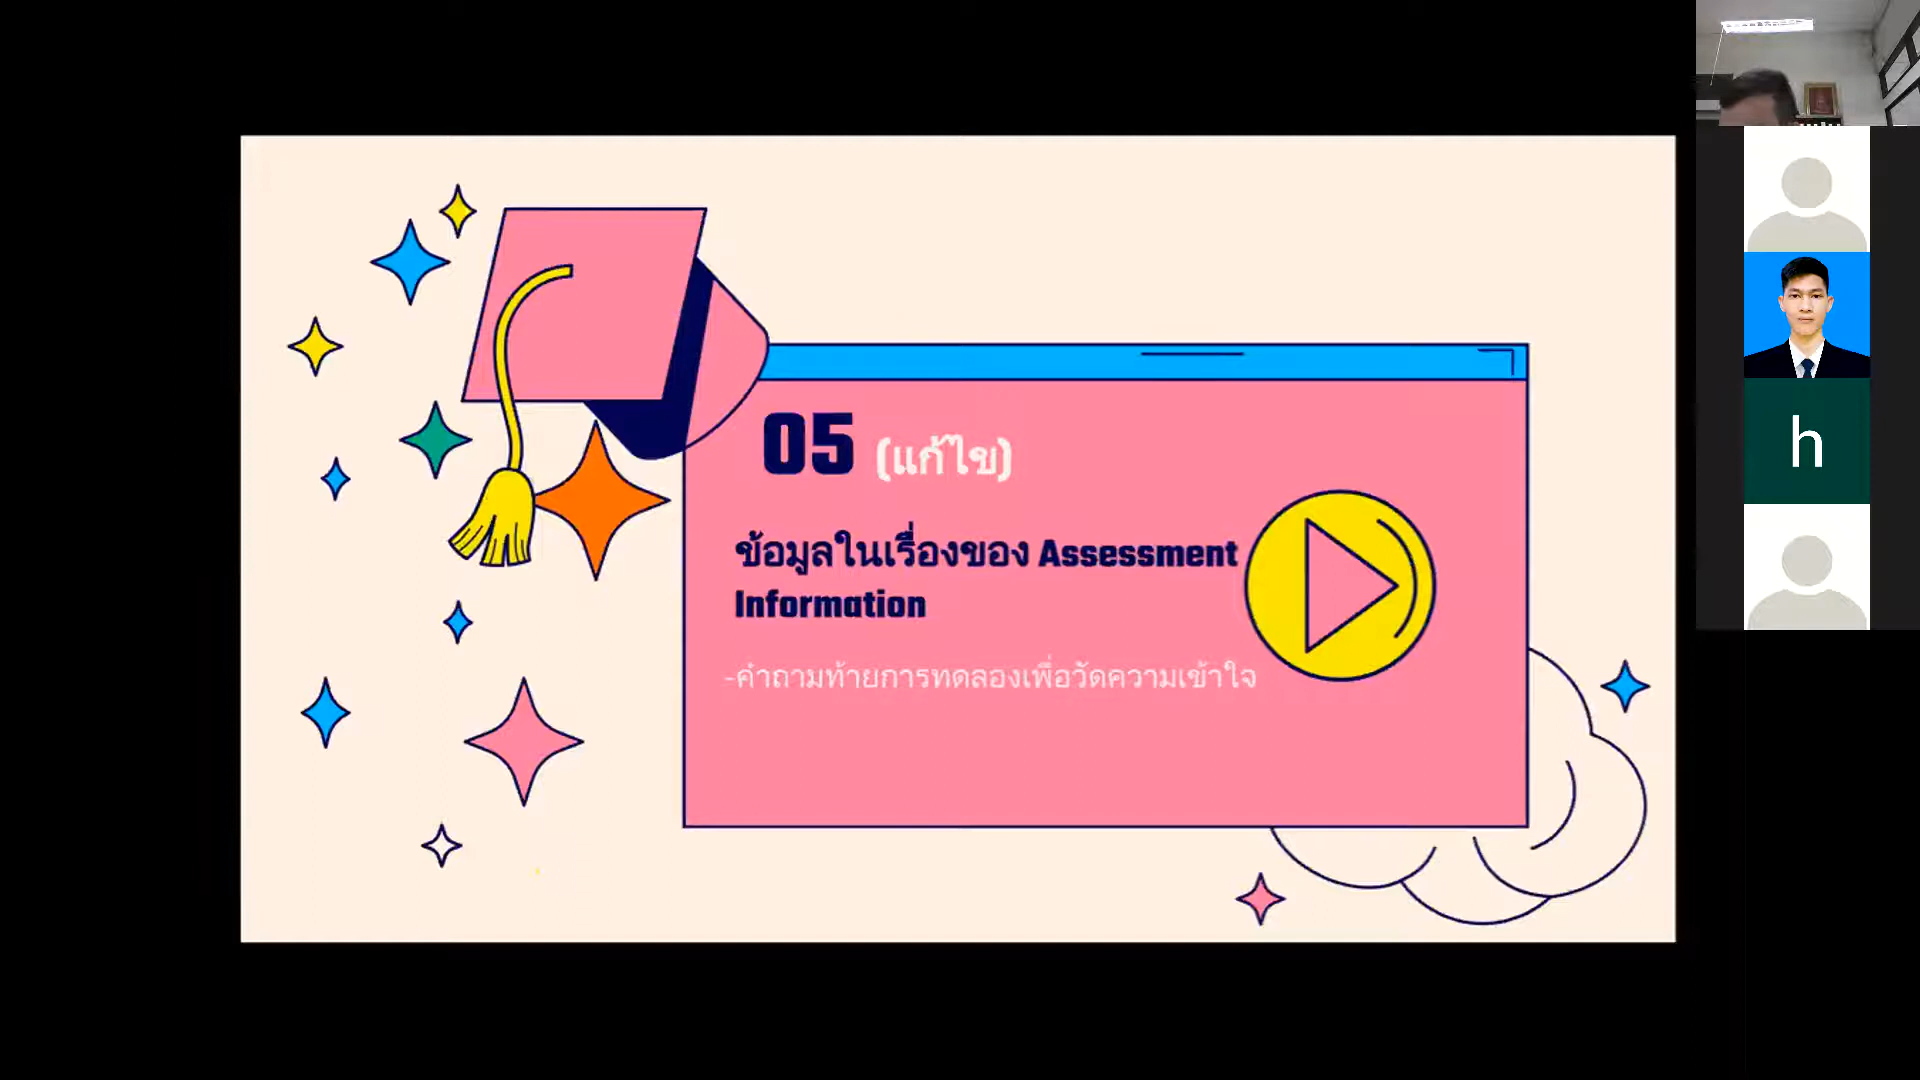 05 (แก้ไข)
ข้อมูลในเรื่องของ Assessment
Information
-คำถามท้ายการทดลองเพื่อวัดความเข้าใจ
h